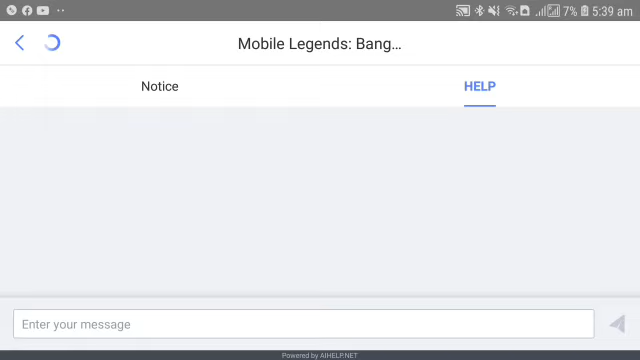 7% 5:39 am
Mobile Legends: Bang...
Notice
HELP
Enter your message
Powered by AIHELP.NET